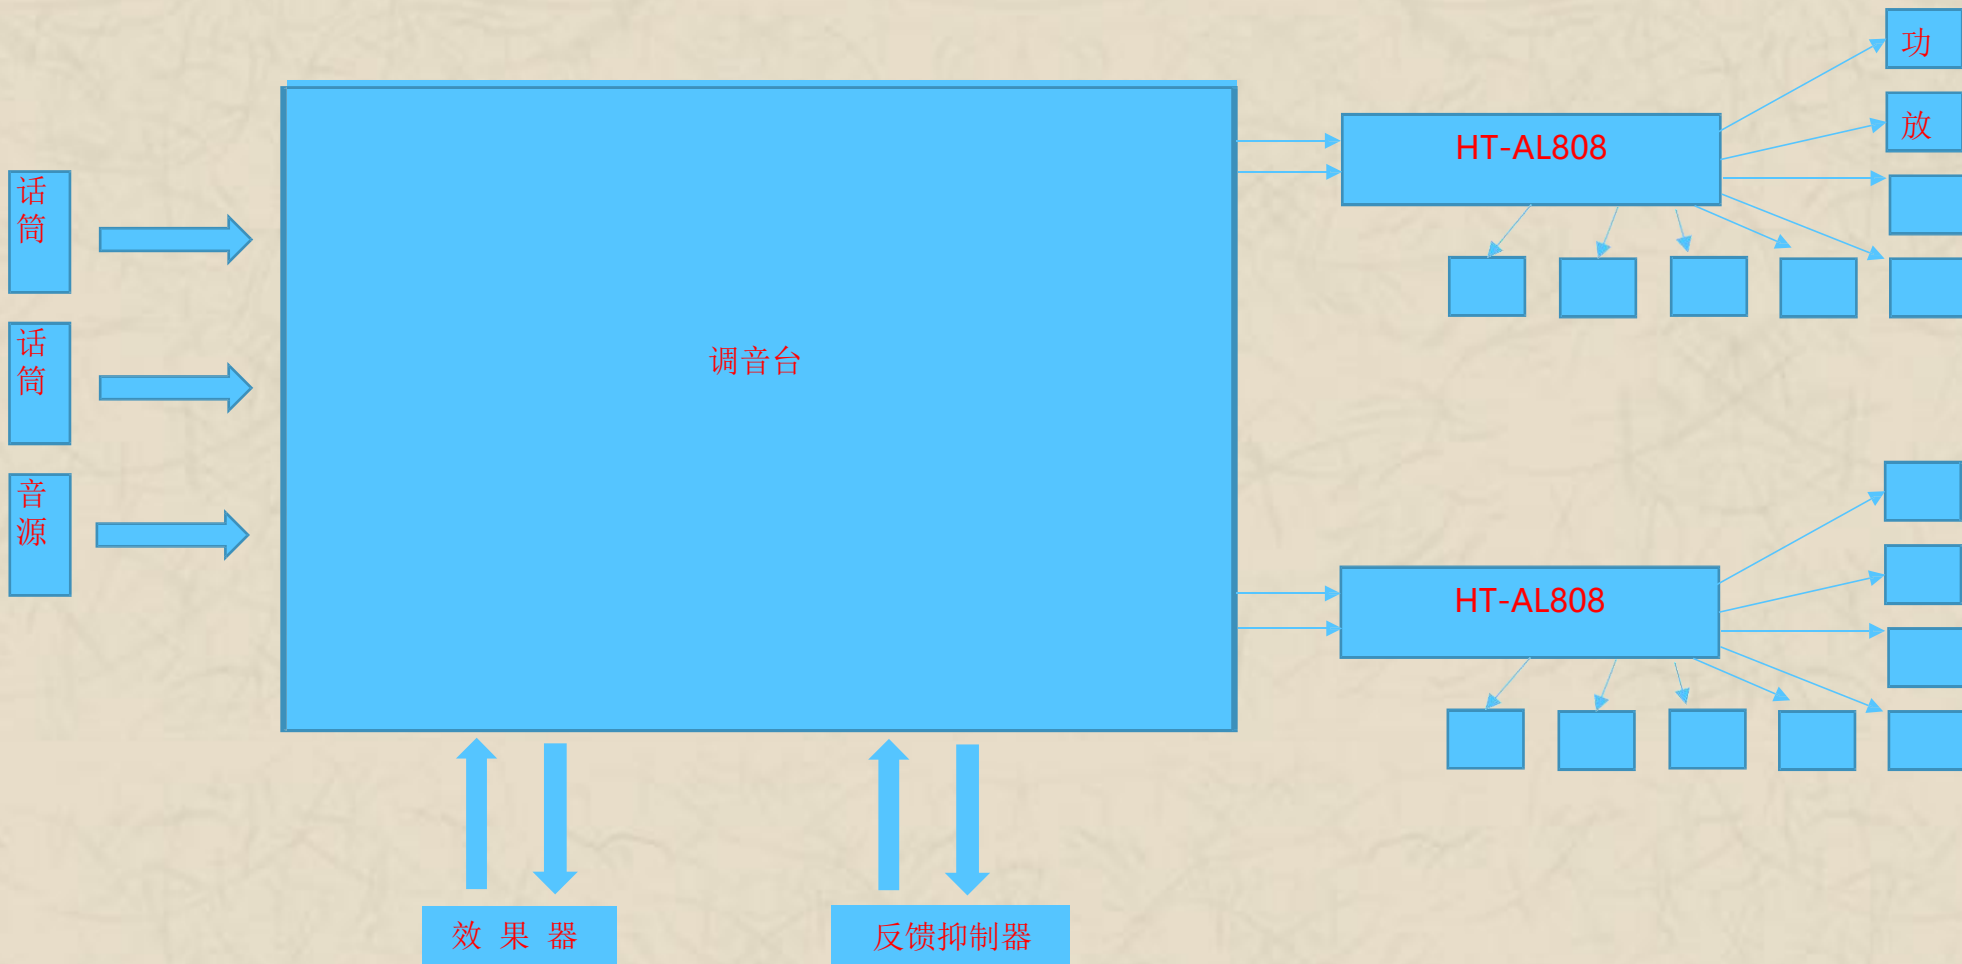 话
筒
话
筒
音
源
调音台
HT-AL808
功
放
HT-AL808
效 果 器
反馈抑制器